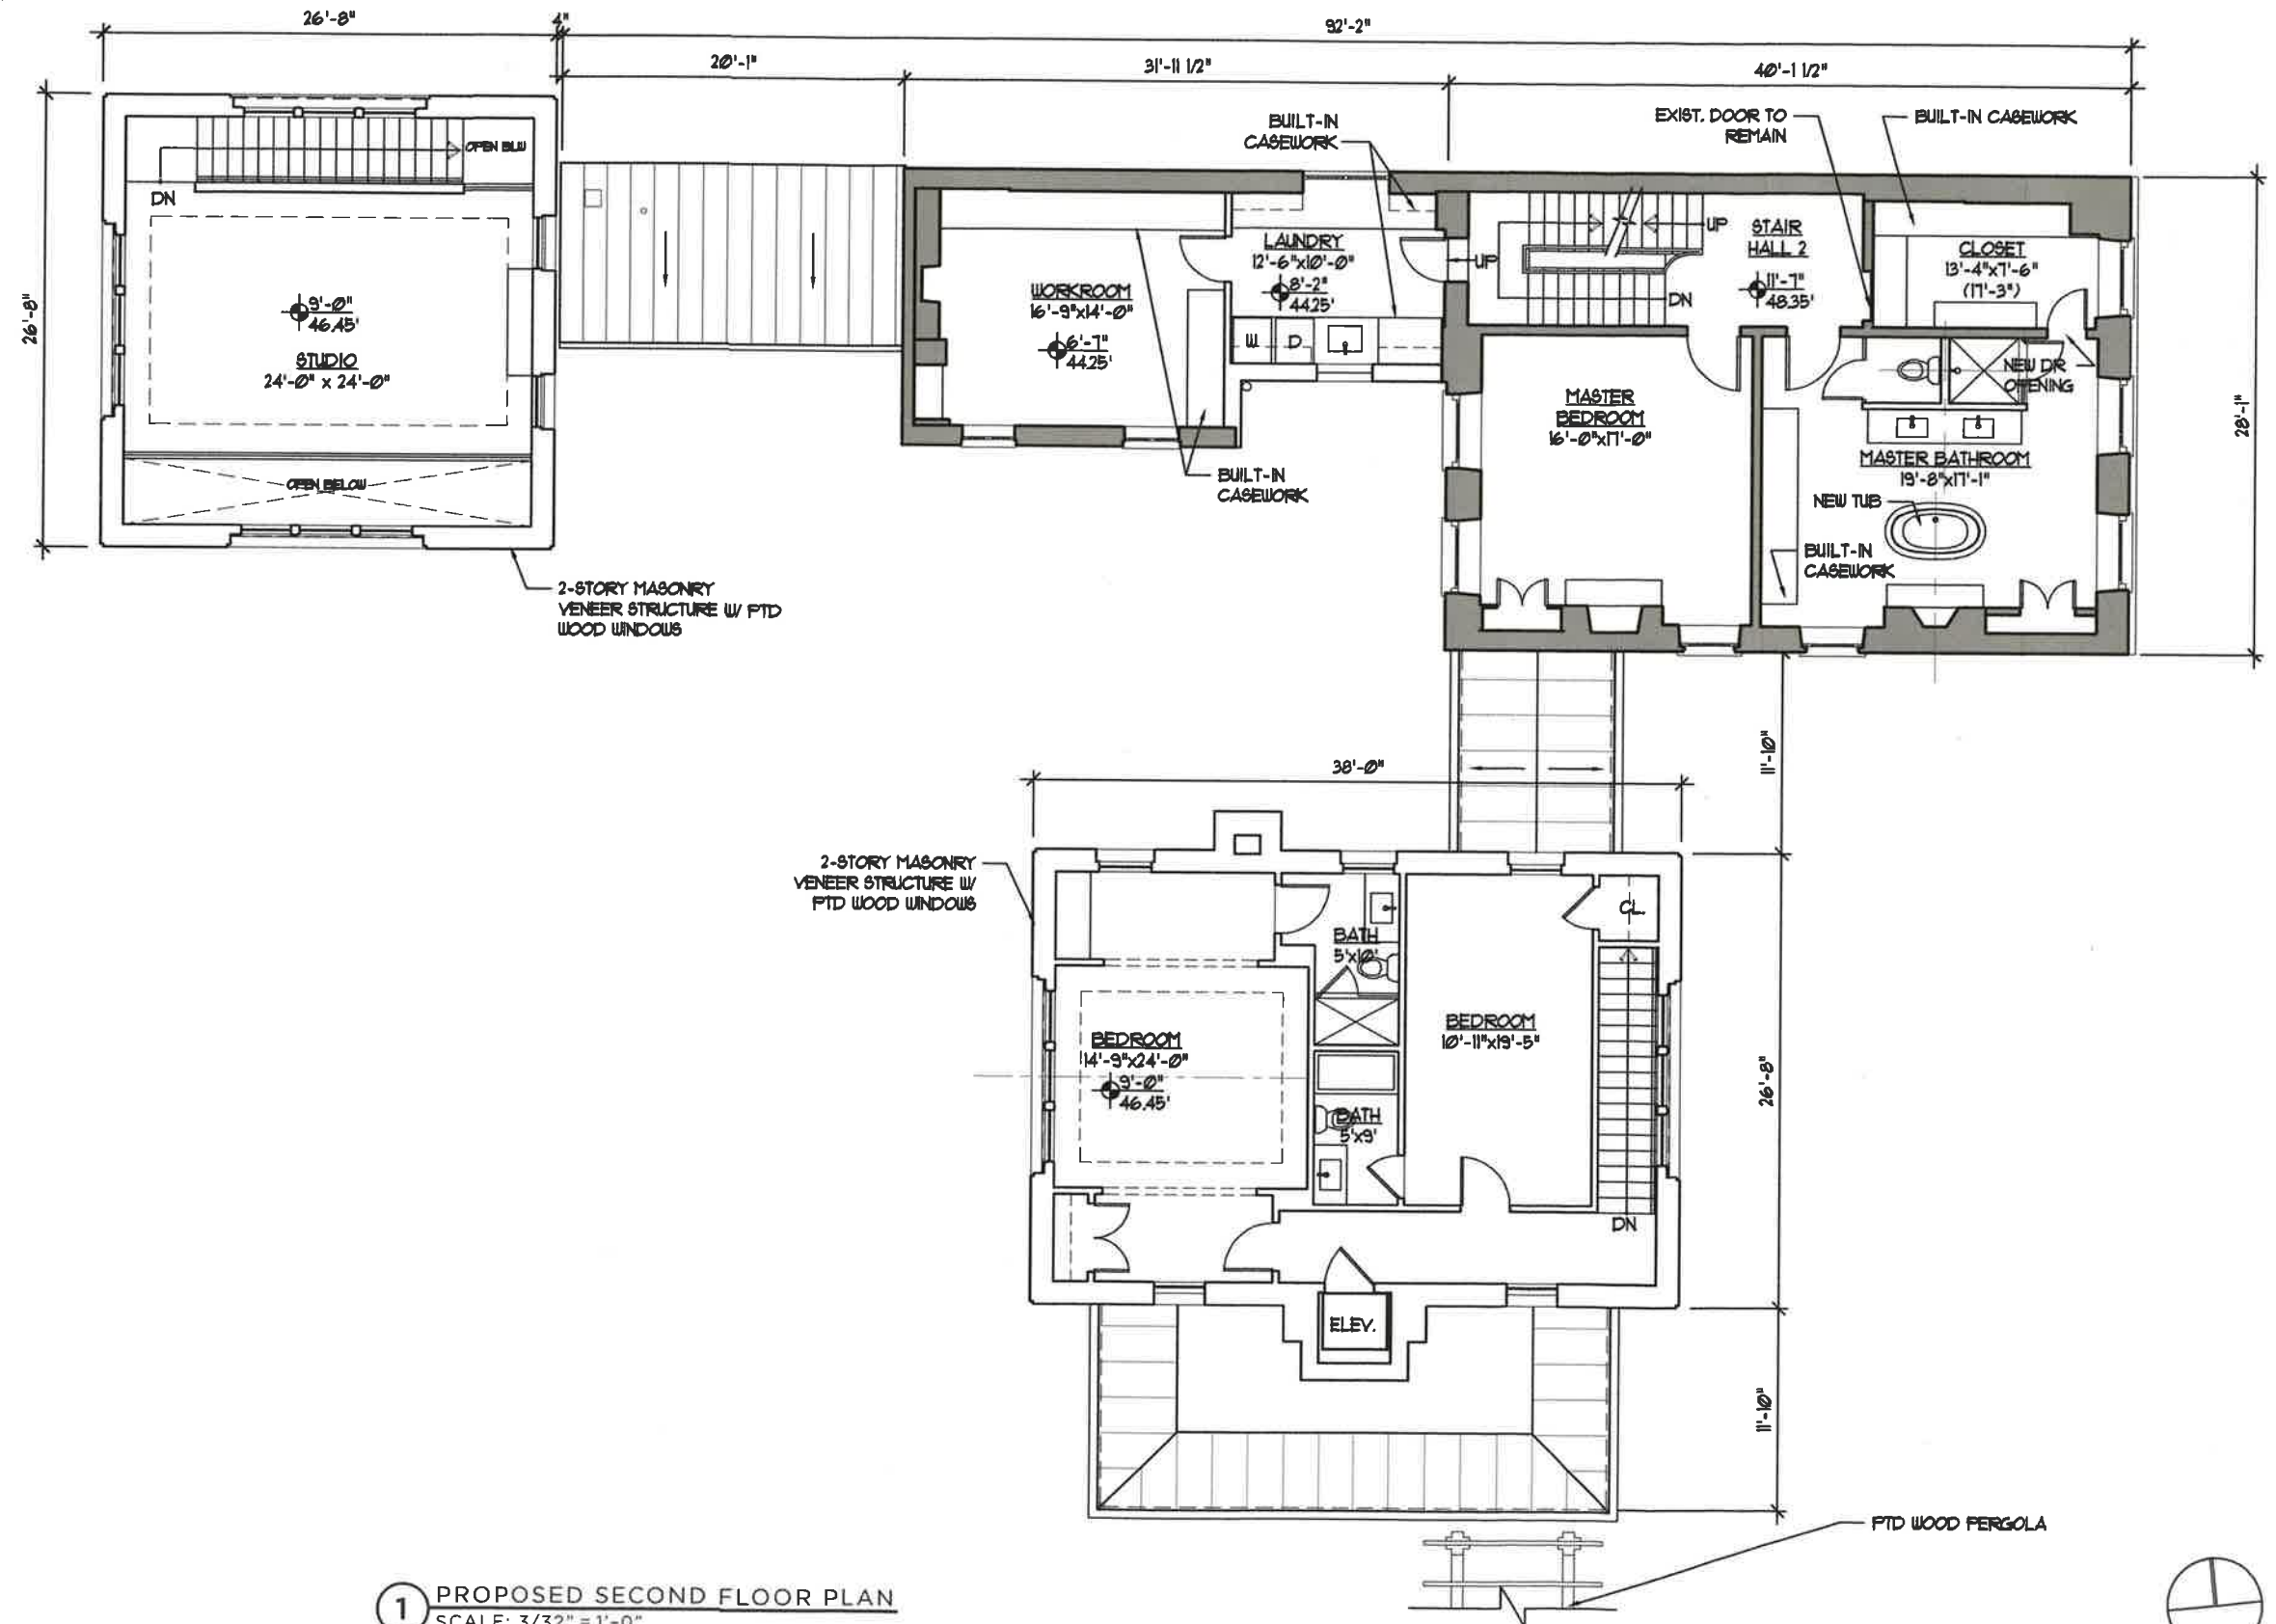 26'-8"
4"
92'-2"
20'-1"
31'-11 1/2"
40'-1 1/2"
BUILT-IN
CASEWORK
EXIST. DOOR TO
REMAIN
BUILT-IN CASEWORK
OPEN BLW
DN
26'-8"
9'-0"
46.45'
STUDIO
24'-0" x 24'-0"
OPEN BELOW
2-STORY MASONRY
VENEER STRUCTURE W/ PTD
WOOD WINDOWS
WORKROOM
16'-9"x14'-0"
6'-7"
44.25'
LAUNDRY
12'-6"x10'-0"
8'-2"
44.25'
W
D
BUILT-IN
CASEWORK
UP
UP
DN
STAIR
HALL 2
11'-7"
48.35'
CLOSET
13'-4"x7'-6"
(17'-3")
NEW DR
OPENING
MASTER
BEDROOM
16'-0"x17'-0"
MASTER BATHROOM
19'-8"x17'-1"
NEW TUB
BUILT-IN
CASEWORK
28'-1"
11'-10"
38'-0"
2-STORY MASONRY
VENEER STRUCTURE W/
PTD WOOD WINDOWS
BATH
5'x10'
CL.
BEDROOM
14'-9"x24'-0"
9'-0"
46.45'
BEDROOM
10'-11"x19'-5"
BATH
5'x9'
DN
26'-8"
ELEV.
11'-10"
PTD WOOD PERGOLA
1
PROPOSED SECOND FLOOR PLAN
SCALE: 3/32" = 1'-0"